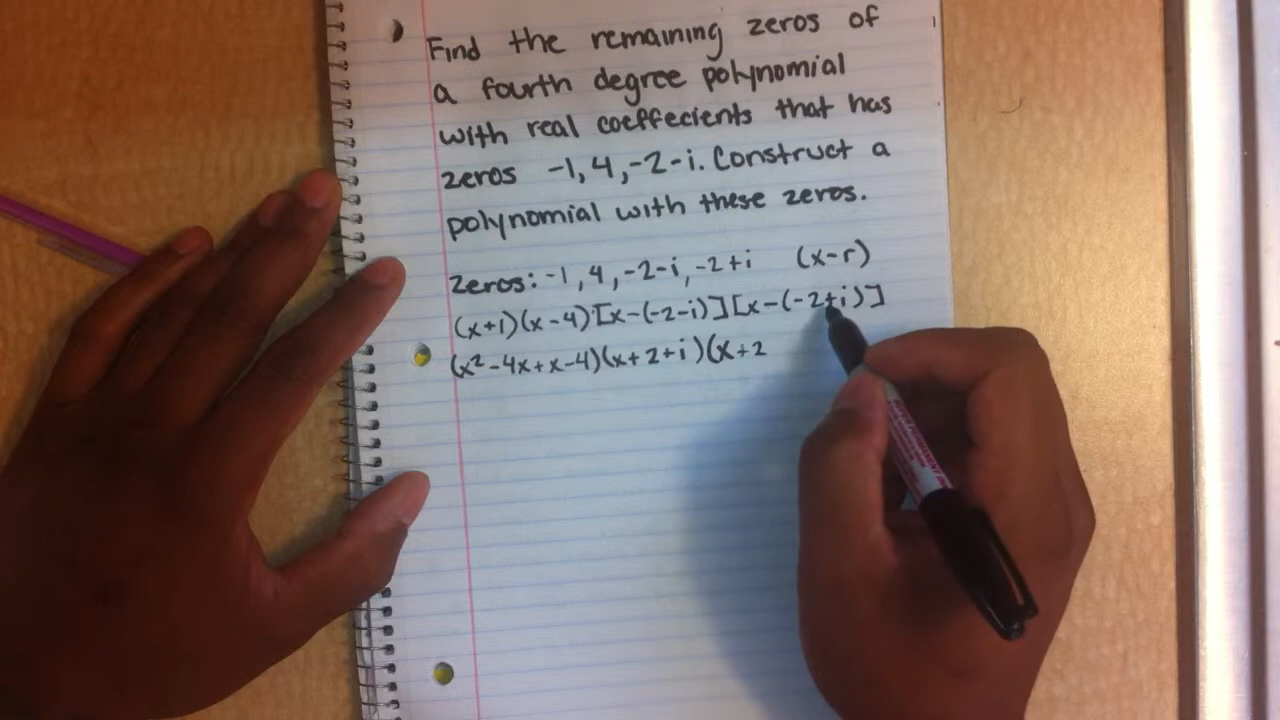 Find the remaining zeros of
a fourth degree polynomial
with real coeffecients that has
zeros -1, 4, -2-i. Construct a
polynomial with these zeros.
Zeros: -1, 4, -2-i, -2+i (x-r)
(x+1)(x-4)[x-(-2-i)][x-(-2+i)]
(x²-4x+x-4)(x+2+i)(x+2